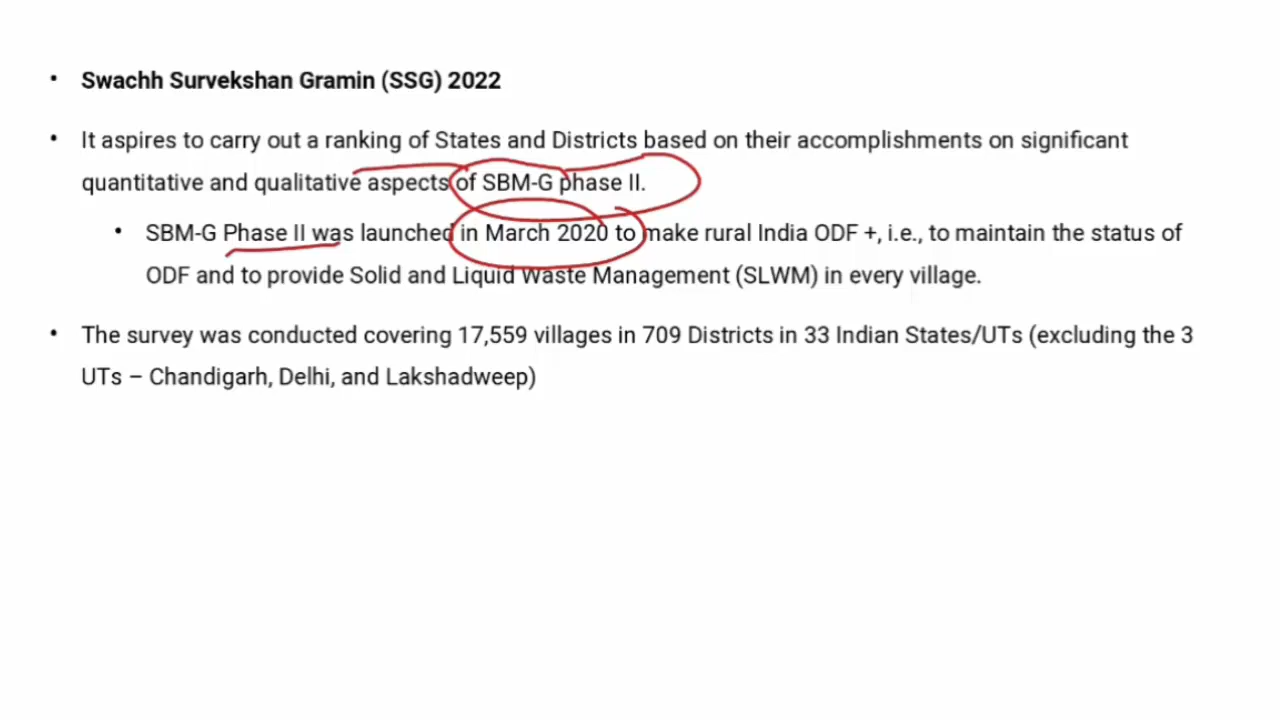 • Swachh Survekshan Gramin (SSG) 2022
• It aspires to carry out a ranking of States and Districts based on their accomplishments on significant
quantitative and qualitative aspects of SBM-G phase II.
• SBM-G Phase II was launched in March 2020 to make rural India ODF +, i.e., to maintain the status of
ODF and to provide Solid and Liquid Waste Management (SLWM) in every village.
• The survey was conducted covering 17,559 villages in 709 Districts in 33 Indian States/UTs (excluding the 3
UTs – Chandigarh, Delhi, and Lakshadweep)